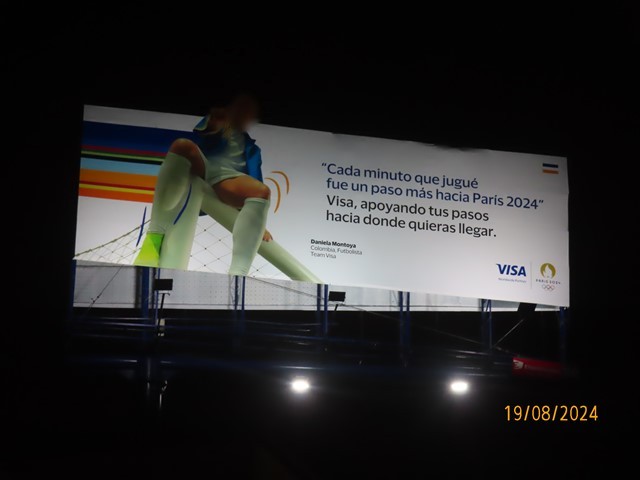 "Cada minuto que jugué
fue un paso más hacia París 2024"
Visa, apoyando tus pasos
hacia donde quieras llegar.
Daniela Montoya
Colombia, Futbolista
Team Visa
VISA
PARIS 2024
19/08/2024